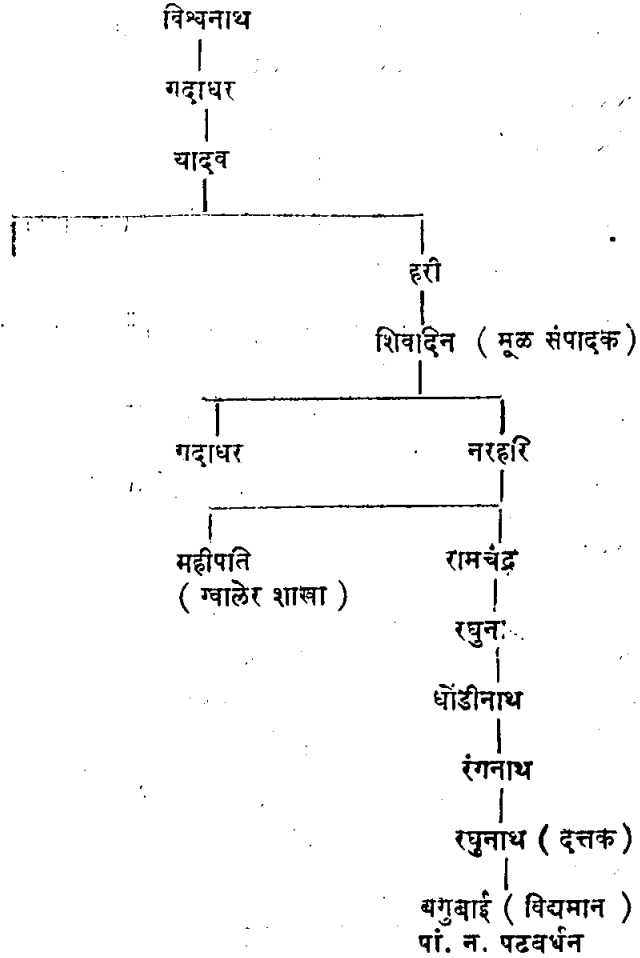 विश्वनाथ
गदाधर
यादव
हरी
शिवदिन ( मूळ संपादक )
गदाधर नरहरि
महीपति रामचंद्र
( ग्वालेर शाखा )
धोंडीनाथ
रंगनाथ
रघुनाथ ( दत्तक )
बगुबाई ( विद्यमान )
पां. न. पटवर्धन